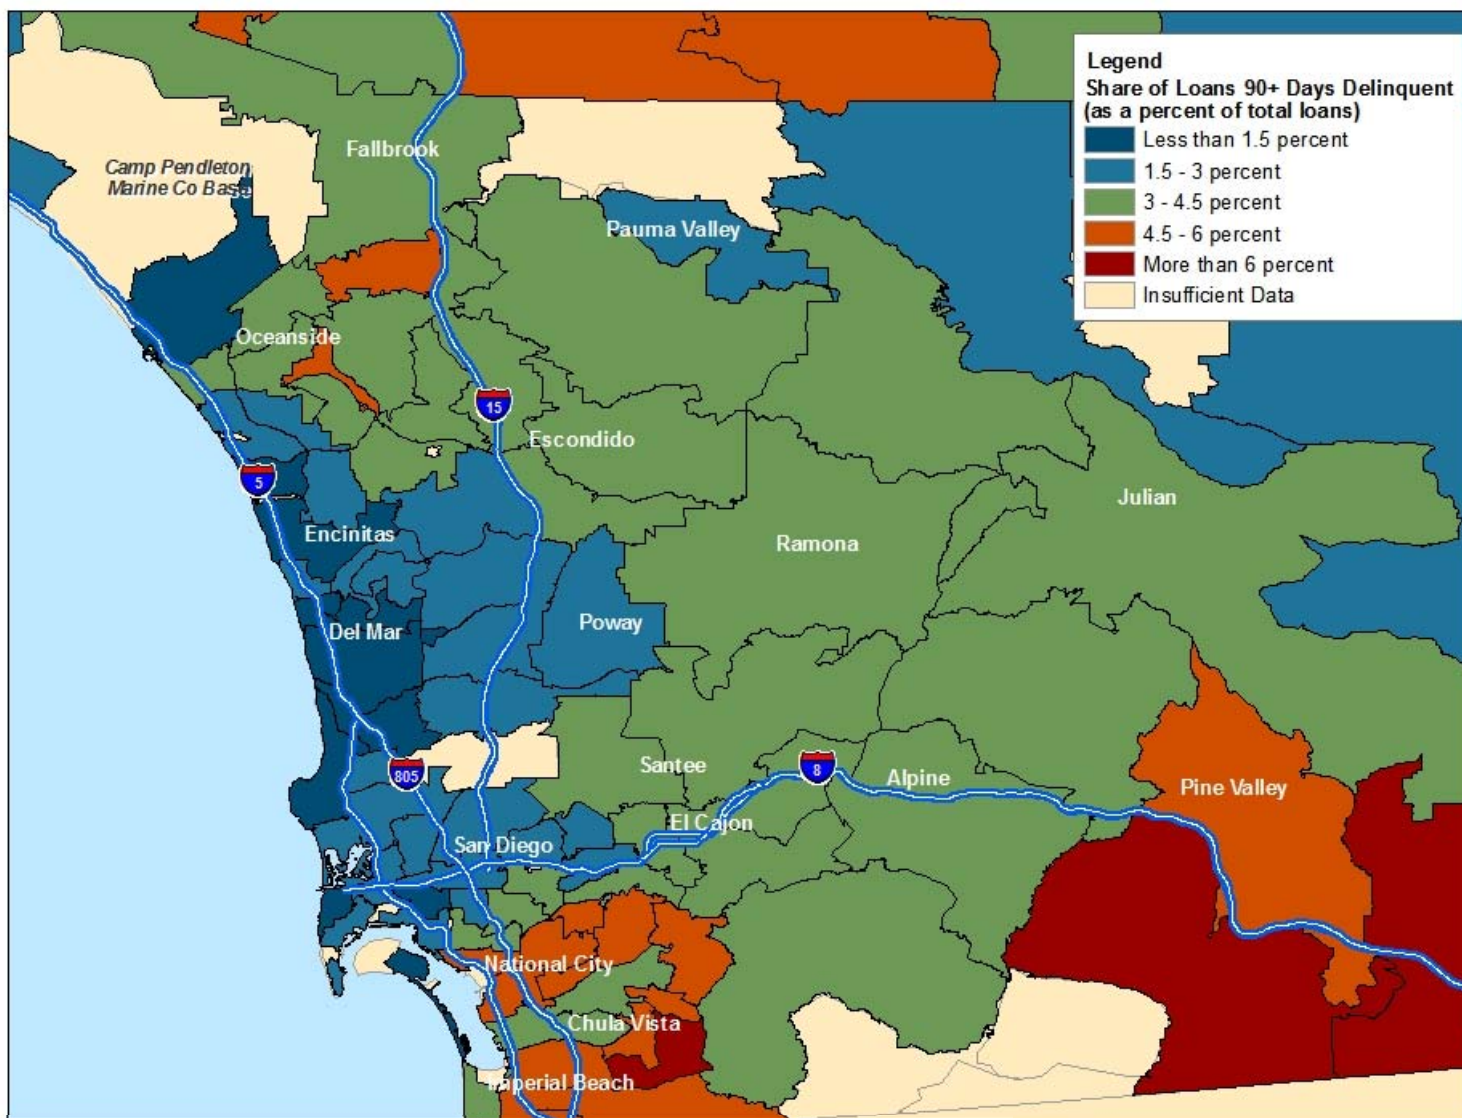 Legend
Share of Loans 90+ Days Delinquent
(as a percent of total loans)
Less than 1.5 percent
1.5 - 3 percent
3 - 4.5 percent
4.5 - 6 percent
More than 6 percent
Insufficient Data
Fallbrook
Camp Pendleton
Marine Co Base
Pauma Valley
Oceanside
15
Escondido
5
Julian
Encinitas
Ramona
Del Mar
Poway
Santee
805
8
Alpine
Pine Valley
El Cajon
San Diego
National City
Chula Vista
Imperial Beach